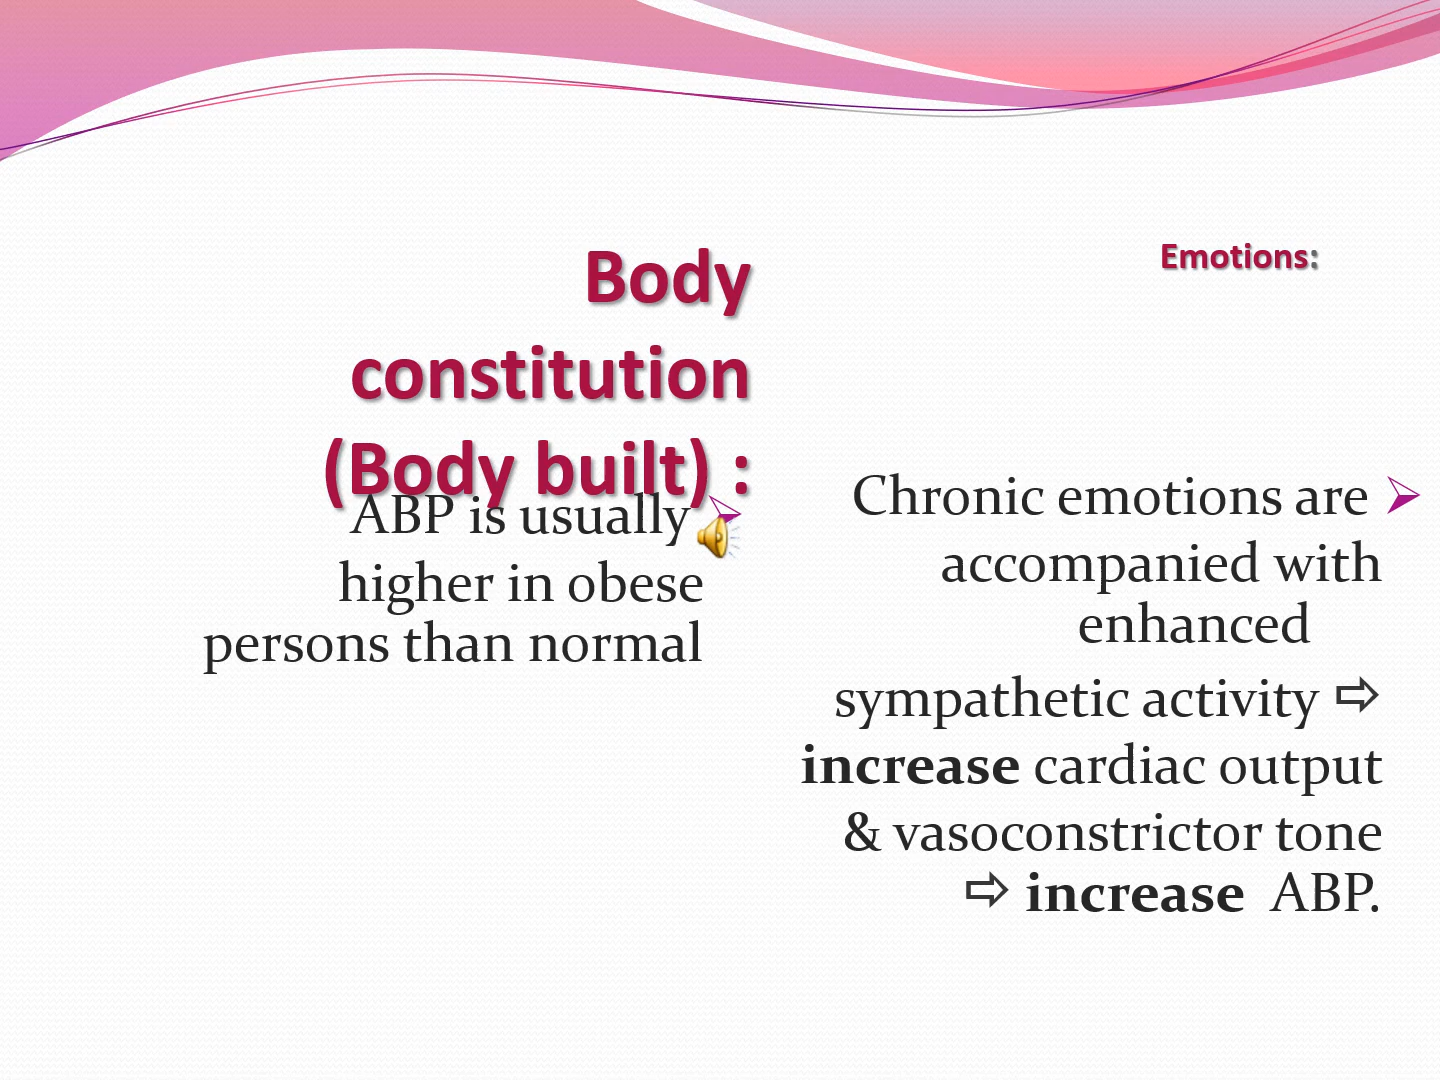 Body
constitution
(Body built) :
ABP is usually
higher in obese
persons than normal
Emotions:
Chronic emotions are
accompanied with
enhanced
sympathetic activity ⇨
increase cardiac output
& vasoconstrictor tone
⇨ increase ABP.